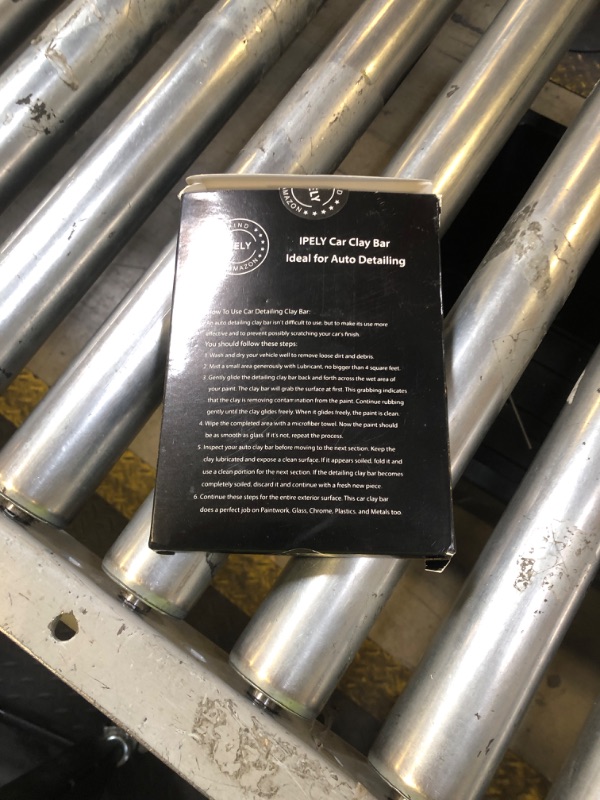 ELY
AMAZON
D
IND
PELY
AMAZON
IPELY Car Clay Bar
Ideal for Auto Detailing
How To Use Car Detailing Clay Bar:
An auto detailing clay bar isn't difficult to use, but to make its use more
effective and to prevent possibly scratching your car's finish.
You should follow these steps:
1. Wash and dry your vehicle well to remove loose dirt and debris.
2. Mist a small area generously with Lubricant, no bigger than 4 square feet.
3. Gently glide the detailing clay bar back and forth across the wet area of
your paint. The clay bar will grab the surface at first. This grabbing indicates
that the clay is removing contamination from the paint. Continue rubbing
gently until the clay glides freely. When it glides freely, the paint is clean.
4. Wipe the completed area with a microfiber towel. Now the paint should
be as smooth as glass. If it's not, repeat the process.
5. Inspect your auto clay bar before moving to the next section. Keep the
clay lubricated and expose a clean surface. If it appears soiled, fold it and
use a clean portion for the next section. If the detailing clay bar becomes
completely soiled, discard it and continue with a fresh new piece.
6. Continue these steps for the entire exterior surface. This car clay bar
does a perfect job on Paintwork, Glass, Chrome, Plastics, and Metals too.